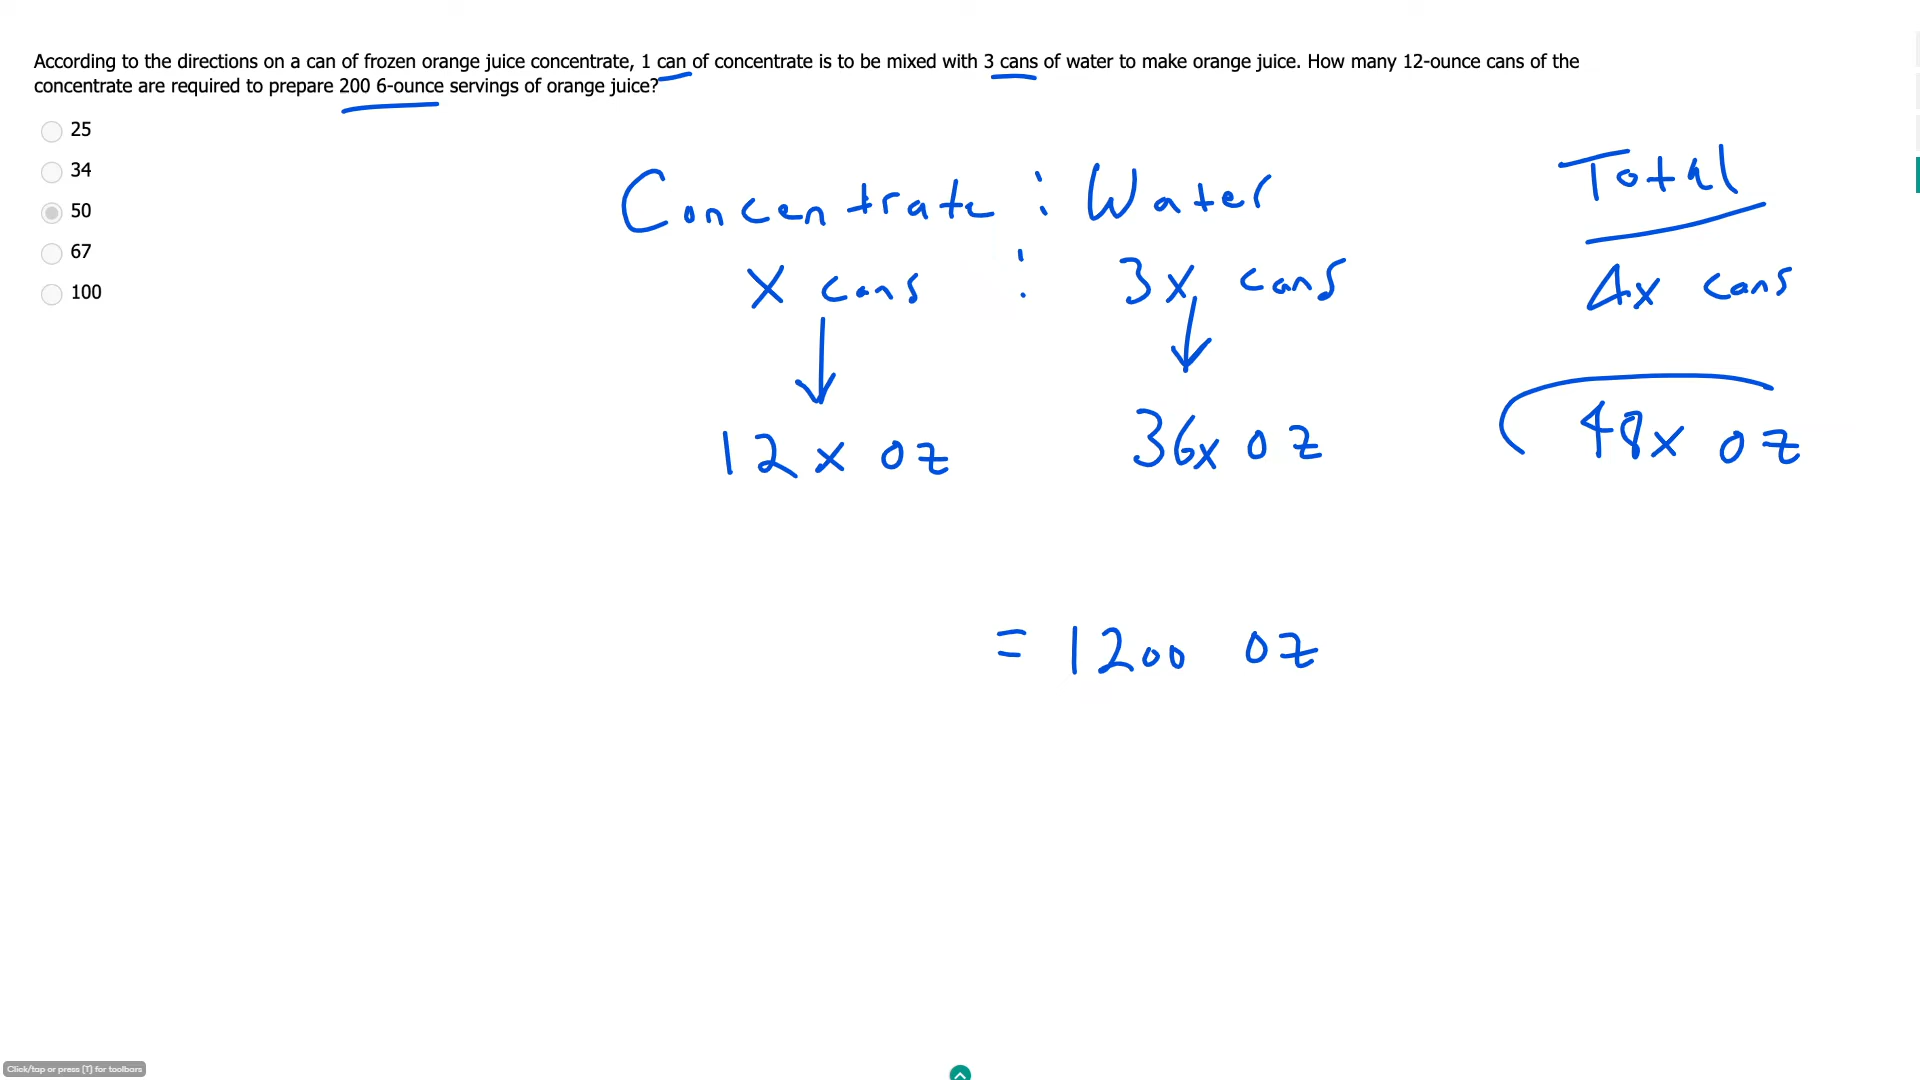 According to the directions on a can of frozen orange juice concentrate, 1 can of concentrate is to be mixed with 3 cans of water to make orange juice. How many 12-ounce cans of the
concentrate are required to prepare 200 6-ounce servings of orange juice?
25
34
50
67
100
Concentrate : Water
Total
x cans : 3x cans
4x cans
12x oz
36x oz
48x oz
= 1200 oz
Click/tap or press [T] for toolbars